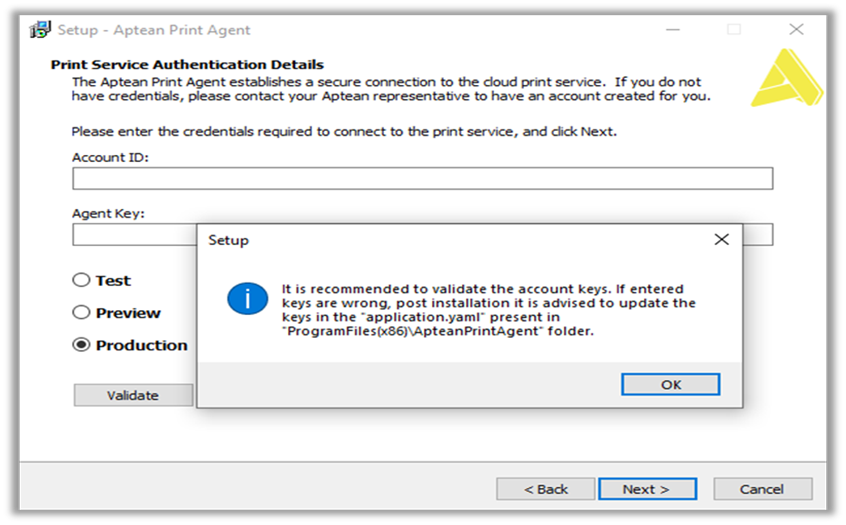 Setup - Aptean Print Agent
Print Service Authentication Details
The Aptean Print Agent establishes a secure connection to the cloud print service. If you do not
have credentials, please contact your Aptean representative to have an account created for you.
Please enter the credentials required to connect to the print service, and click Next.
Account ID:
Agent Key:
Setup
It is recommended to validate the account keys. If entered
keys are wrong, post installation it is advised to update the
keys in the "application.yaml" present in
"ProgramFiles(x86)\ApteanPrintAgent" folder.
OK
Test
Preview
Production
Validate
< Back
Next >
Cancel